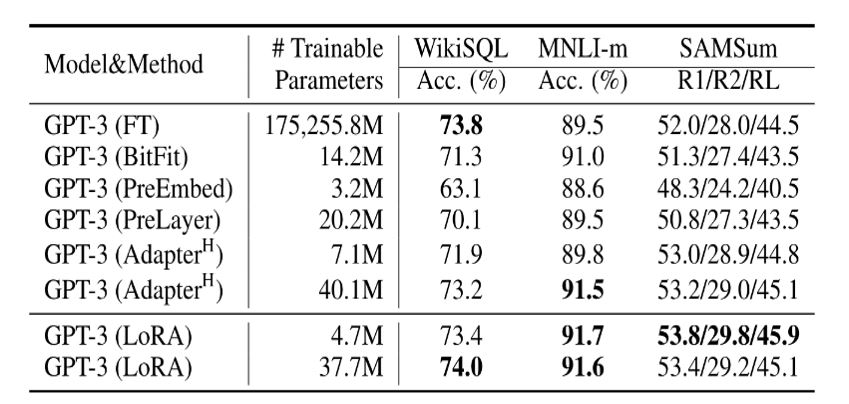 Model&Method # Trainable Parameters WikiSQL MNLI-m SAMSum
Acc. (%) Acc. (%) R1/R2/RL
GPT-3 (FT) 175,255.8M 73.8 89.5 52.0/28.0/44.5
GPT-3 (BitFit) 14.2M 71.3 91.0 51.3/27.4/43.5
GPT-3 (PreEmbed) 3.2M 63.1 88.6 48.3/24.2/40.5
GPT-3 (PreLayer) 20.2M 70.1 89.5 50.8/27.3/43.5
GPT-3 (Adapterᴴ) 7.1M 71.9 89.8 53.0/28.9/44.8
GPT-3 (Adapterᴴ) 40.1M 73.2 91.5 53.2/29.0/45.1
GPT-3 (LoRA) 4.7M 73.4 91.7 53.8/29.8/45.9
GPT-3 (LoRA) 37.7M 74.0 91.6 53.4/29.2/45.1